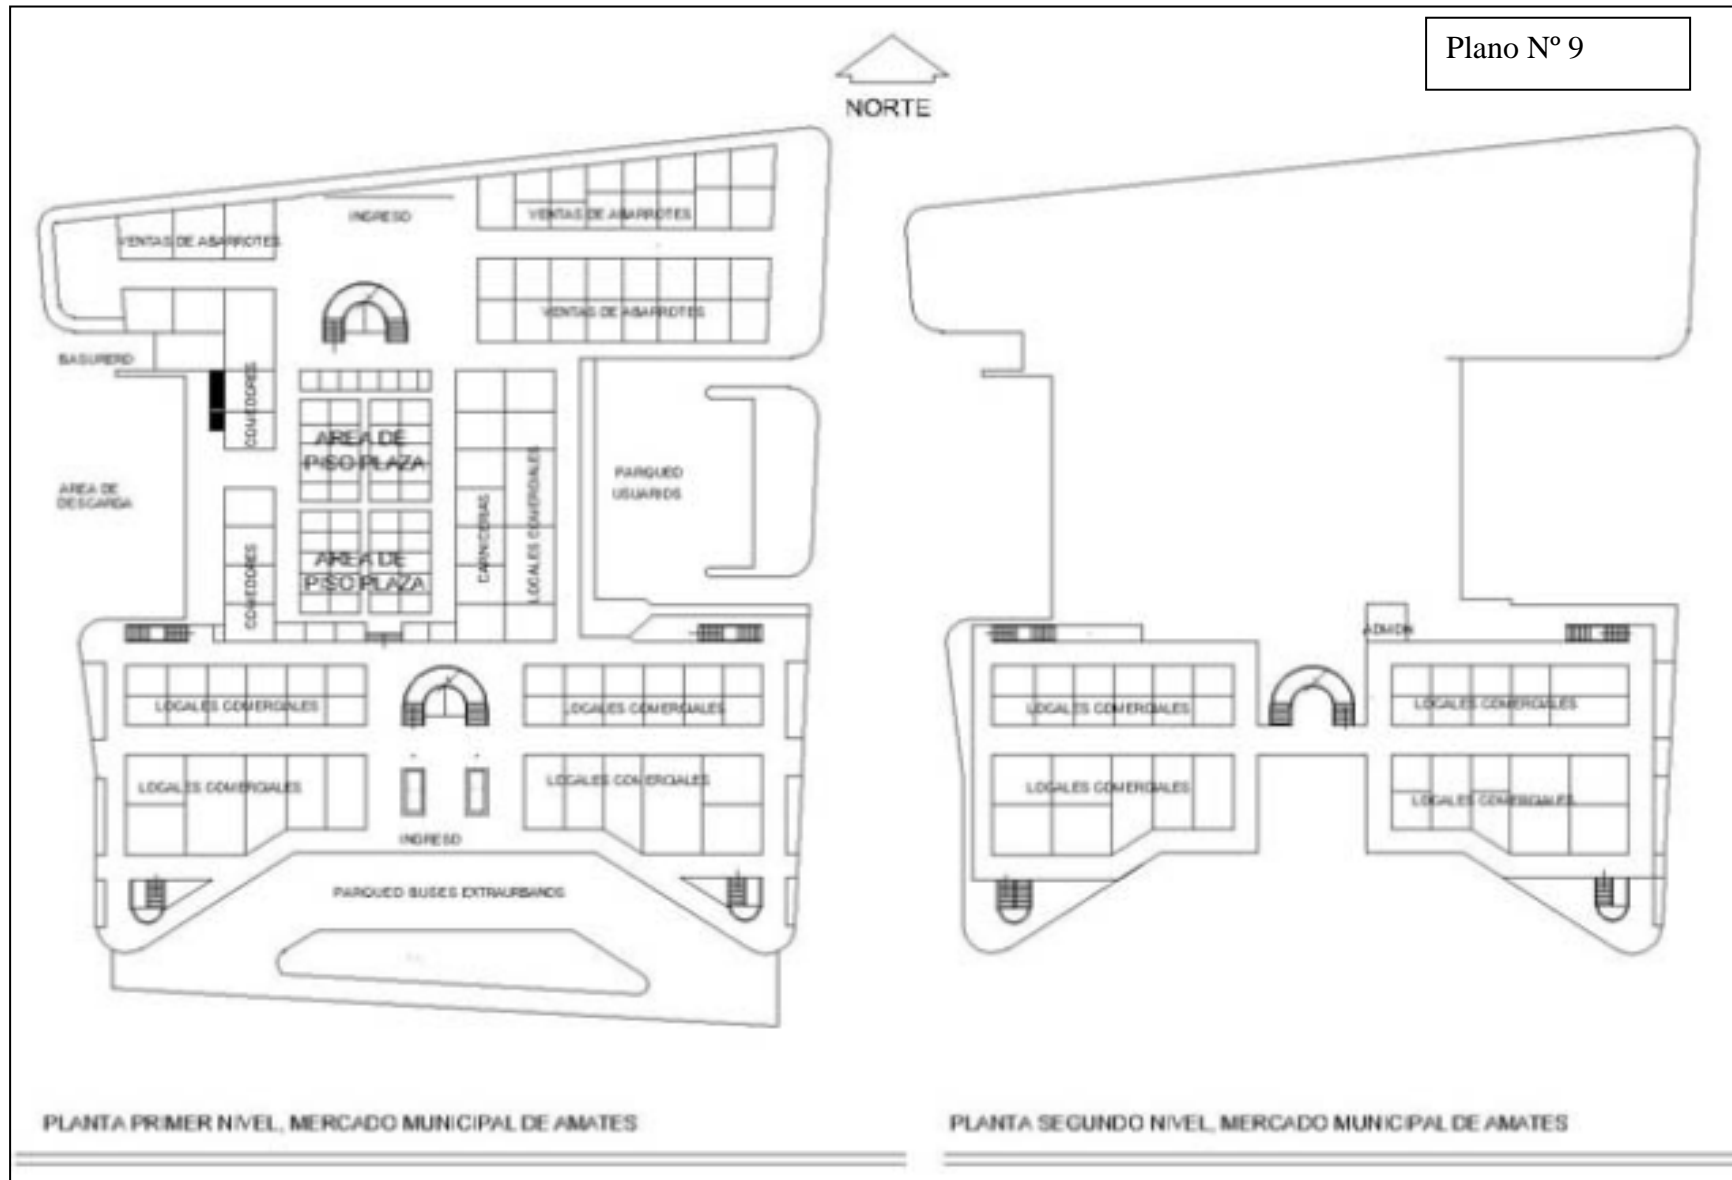 Plano Nº 9
NORTE
INGRESO
VENTAS DE ABARROTES
VENTAS DE ABARROTES
VENTAS DE ABARROTES
BASURERO
COMEDORES
AREA DE
PISO PLAZA
AREA DE
DESCARGA
PARQUEO
USUARIOS
CARNICERIAS
LOCALES COMERCIALES
COMEDORES
AREA DE
PISO PLAZA
LOCALES COMERCIALES
LOCALES COMERCIALES
LOCALES COMERCIALES
LOCALES COMERCIALES
INGRESO
PARQUEO BUSES EXTRAURBANOS
PLANTA PRIMER NIVEL, MERCADO MUNICIPAL DE AMATES
ADMON
LOCALES COMERCIALES
LOCALES COMERCIALES
LOCALES COMERCIALES
LOCALES COMERCIALES
PLANTA SEGUNDO NIVEL, MERCADO MUNICIPAL DE AMATES